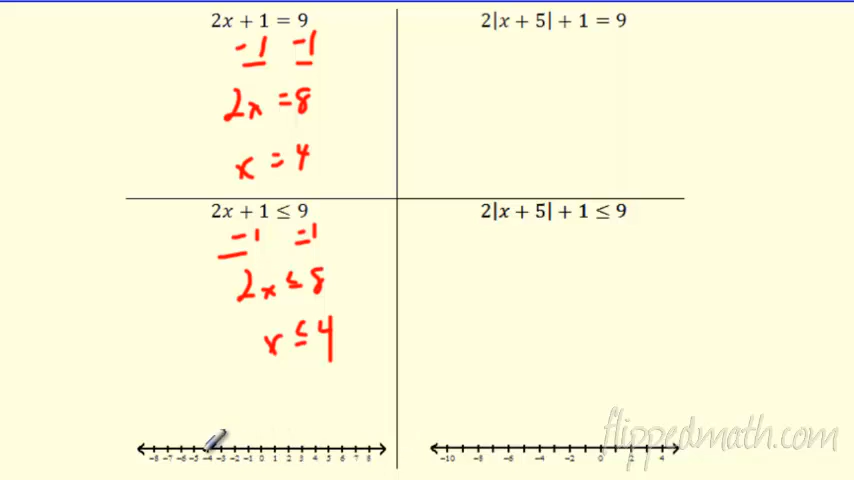 2x + 1 = 9
-1 -1
2x = 8
x = 4
2|x + 5| + 1 = 9
2x + 1 ≤ 9
-1 -1
2x ≤ 8
x ≤ 4
-8 -7 -6 -5 -4 -3 -2 -1 0 1 2 3 4 5 6 7 8
2|x + 5| + 1 ≤ 9
-10 -8 -6 -4 -2 0 2 4
flippedmath.com